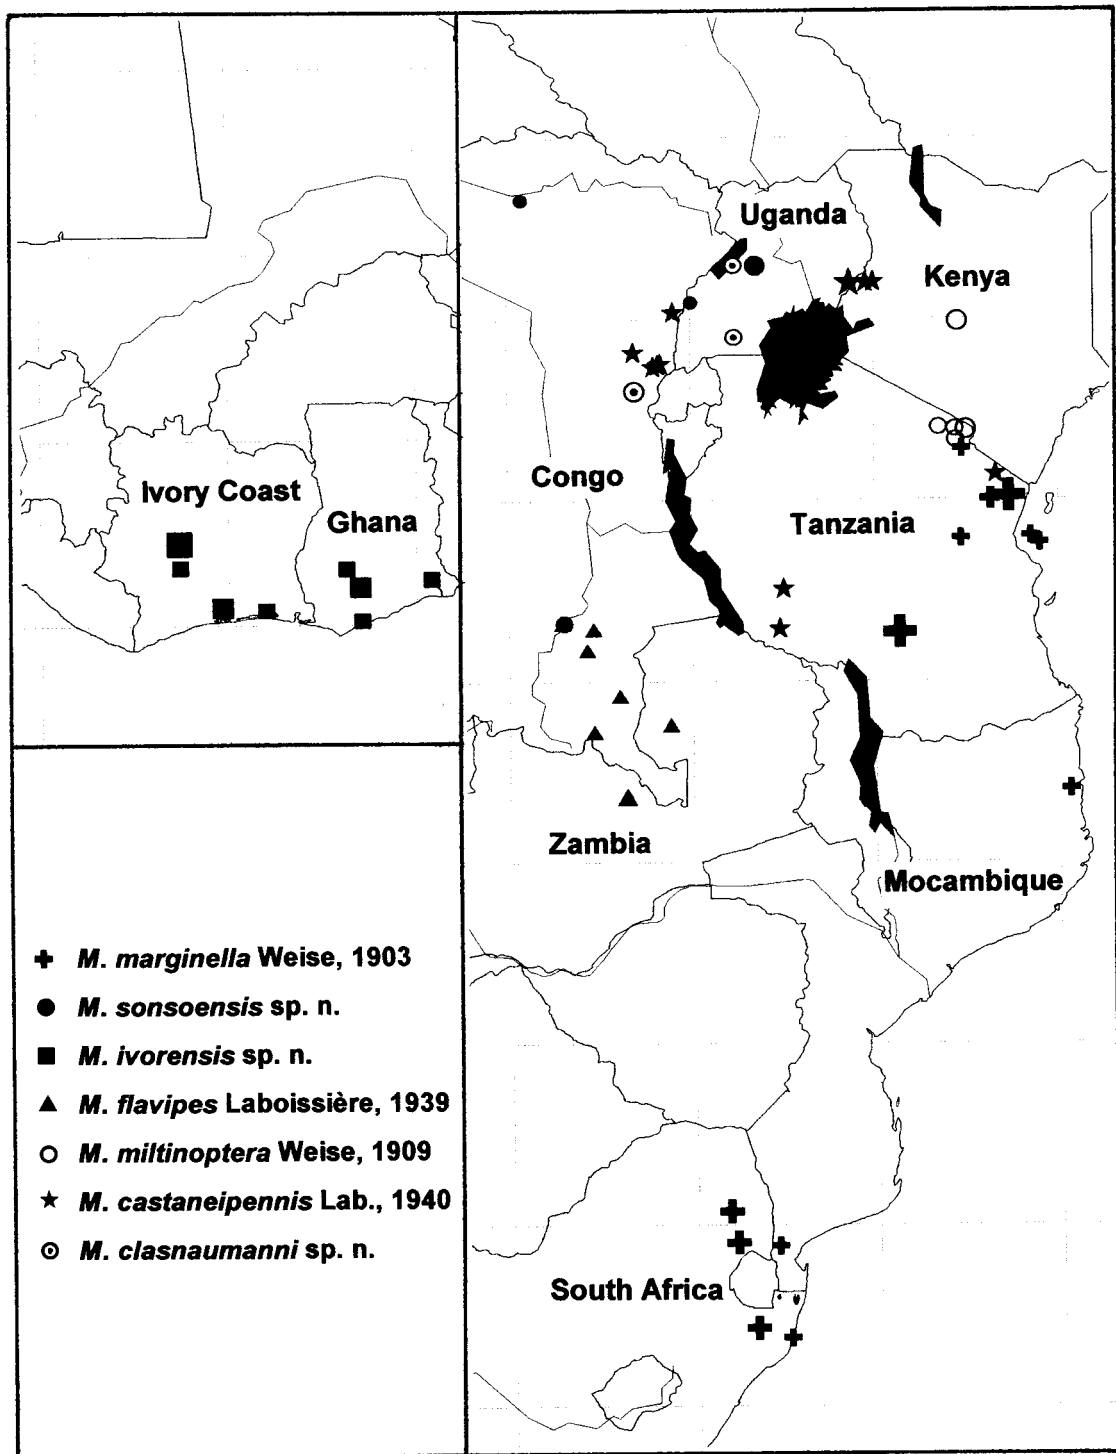 Ivory Coast
Ghana
Uganda
Kenya
Congo
Tanzania
Zambia
Mocambique
South Africa
M. marginella Weise, 1903
M. sonsoensis sp. n.
M. ivorensis sp. n.
M. flavipes Laboissière, 1939
M. miltinoptera Weise, 1909
M. castaneipennis Lab., 1940
M. clasnaumanni sp. n.